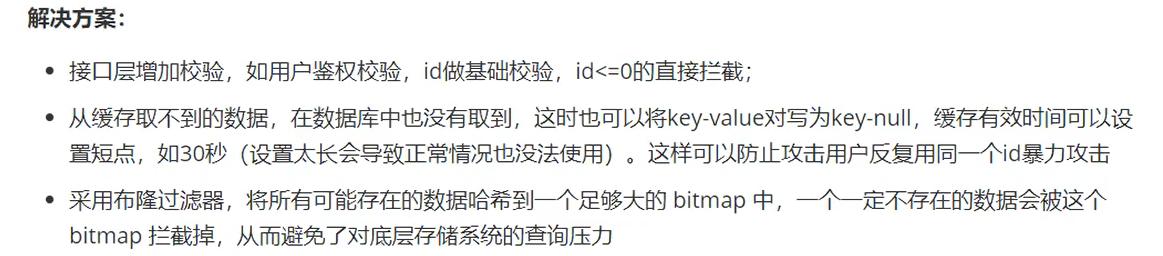 解决方案：
接口层增加校验，如用户鉴权校验，id做基础校验，id<=0的直接拦截；
从缓存取不到的数据，在数据库中也没有取到，这时也可以将key-value对写为key-null，缓存有效时间可以设
置短点，如30秒（设置太长会导致正常情况也没法使用）。这样可以防止攻击用户反复用同一个id暴力攻击
采用布隆过滤器，将所有可能存在的数据哈希到一个足够大的 bitmap 中，一个一定不存在的数据会被这个
bitmap 拦截掉，从而避免了对底层存储系统的查询压力